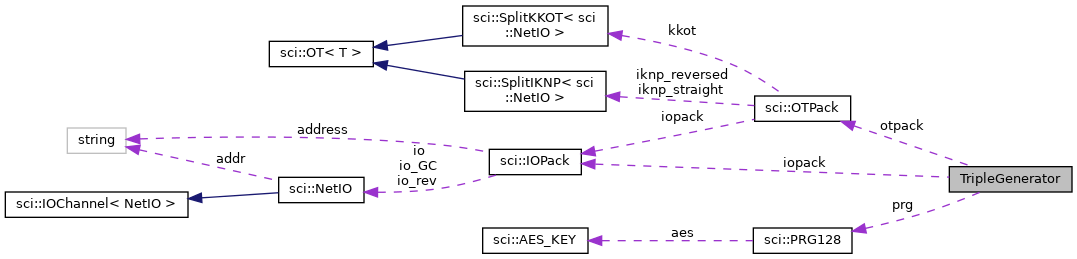 sci::SplitKKOT< sci
::NetIO >
kkot
sci::OT< T >
sci::SplitIKNP< sci
::NetIO >
iknp_reversed
iknp_straight
sci::OTPack
iopack
otpack
string
address
addr
io
io_GC
io_rev
sci::IOPack
iopack
TripleGenerator
sci::NetIO
sci::IOChannel< NetIO >
prg
sci::AES_KEY
aes
sci::PRG128